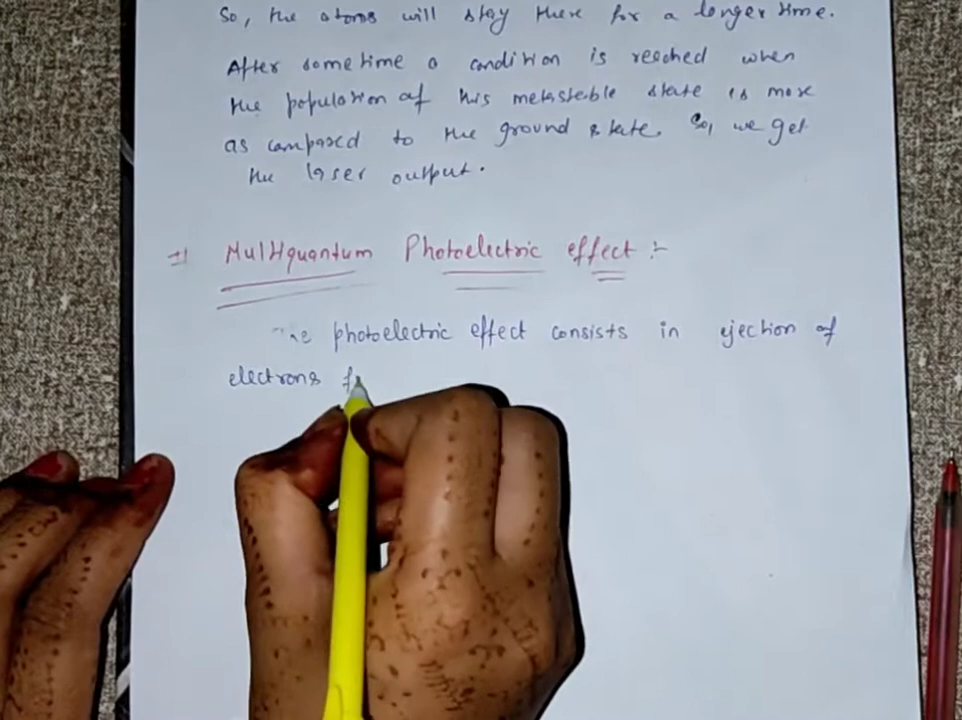 So, the atoms will stay there for a longer time.
After sometime a condition is reached when
the population of this metastable state is more
as compared to the ground state. So, we get
the laser output.
Multiquantum Photoelectric effect :-
photoelectric effect consists in ejection of
electrons